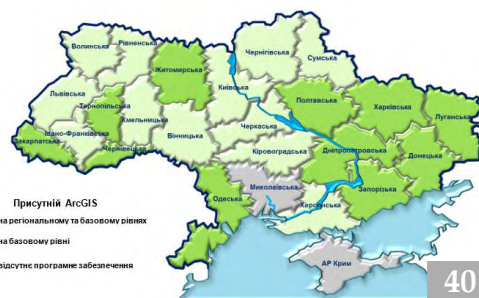 Волинська
Рівненська
Житомирська
Чернігівська
Сумська
Львівська
Тернопільська
Хмельницька
Київська
Полтавська
Харківська
Луганська
Івано-Франківська
Закарпатська
Чернівецька
Вінницька
Черкаська
Кіровоградська
Дніпропетровська
Донецька
Миколаївська
Запорізька
Одеська
Херсонська
АР Крим
Присутній ArcGIS
на регіональному та базовому рівнях
на базовому рівні
відсутнє програмне забезпечення
40